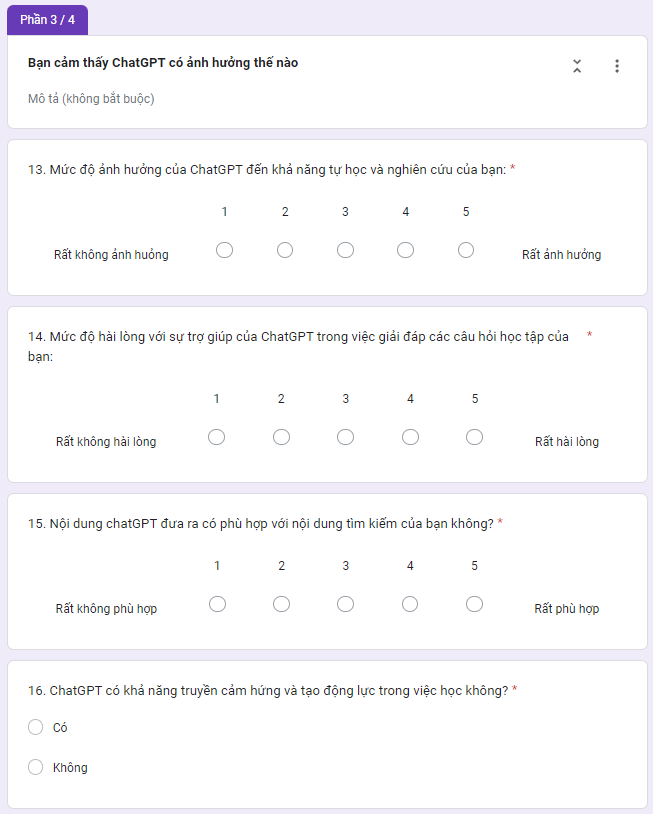 Phần 3 / 4
Bạn cảm thấy ChatGPT có ảnh hưởng thế nào
Mô tả (không bắt buộc)
13. Mức độ ảnh hưởng của ChatGPT đến khả năng tự học và nghiên cứu của bạn: *
1 2 3 4 5
Rất không ảnh huỏng Rất ảnh hưởng
14. Mức độ hài lòng với sự trợ giúp của ChatGPT trong việc giải đáp các câu hỏi học tập của *
bạn:
1 2 3 4 5
Rất không hài lòng Rất hài lòng
15. Nội dung chatGPT đưa ra có phù hợp với nội dung tìm kiếm của bạn không? *
1 2 3 4 5
Rất không phù hợp Rất phù hợp
16. ChatGPT có khả năng truyền cảm hứng và tạo động lực trong việc học không? *
Có
Không